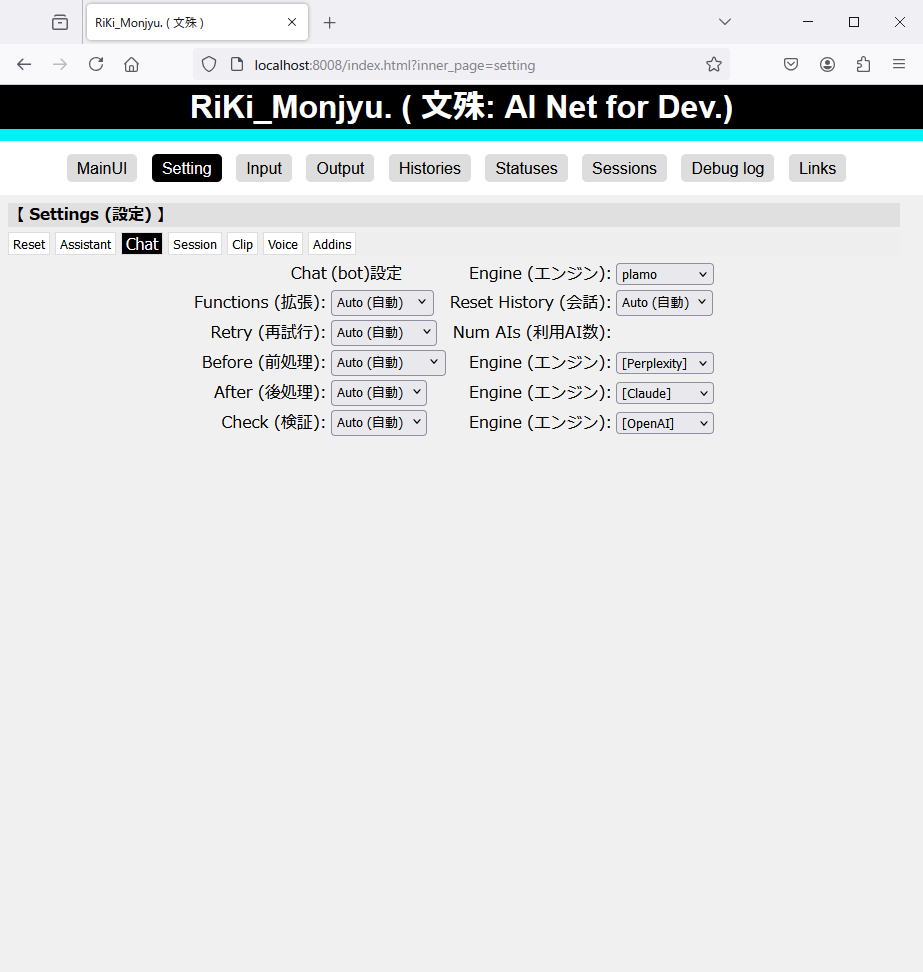 RiKi_Monjyu. ( 文殊 )
localhost:8008/index.html?inner_page=setting
RiKi_Monjyu. ( 文殊: AI Net for Dev.)
MainUI Setting Input Output Histories Statuses Sessions Debug log Links
【 Settings (設定) 】
Reset Assistant Chat Session Clip Voice Addins
Chat (bot)設定 Engine (エンジン): plamo
Functions (拡張): Auto (自動) Reset History (会話): Auto (自動)
Retry (再試行): Auto (自動) Num AIs (利用AI数):
Before (前処理): Auto (自動) Engine (エンジン): [Perplexity]
After (後処理): Auto (自動) Engine (エンジン): [Claude]
Check (検証): Auto (自動) Engine (エンジン): [OpenAI]